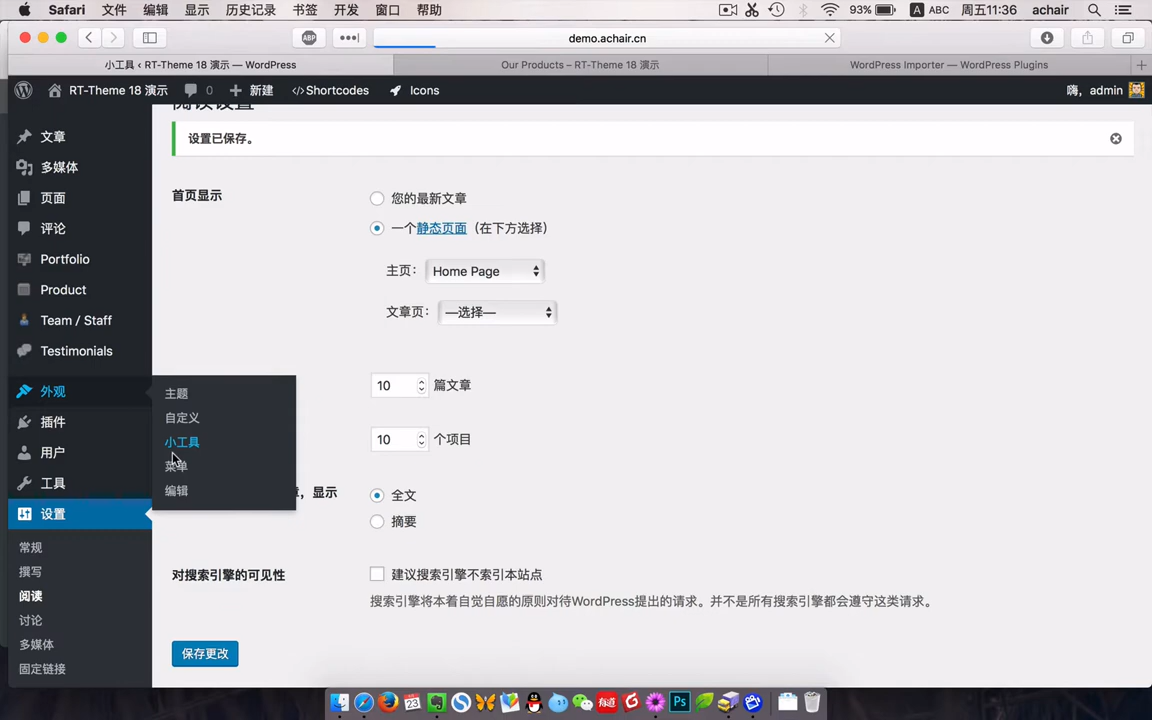 Safari 文件 编辑 显示 历史记录 书签 开发 窗口 帮助 93% A ABC 周五11:36 achair
ABP demo.achair.cn
小工具 ‹ RT-Theme 18 演示 — WordPress Our Products – RT-Theme 18 演示 WordPress Importer — WordPress Plugins
RT-Theme 18 演示 0 新建 </>Shortcodes Icons 嗨，admin
阅读设置
文章
设置已保存。
多媒体
首页显示
您的最新文章
页面
评论
一个静态页面（在下方选择）
Portfolio
主页： Home Page
Product
文章页： —选择—
Team / Staff
Testimonials
外观
主题
10 篇文章
自定义
插件
小工具
10 个项目
用户
菜单
工具
编辑
，显示
全文
设置
摘要
常规
撰写
对搜索引擎的可见性
建议搜索引擎不索引本站点
阅读
搜索引擎将本着自觉自愿的原则对待WordPress提出的请求。并不是所有搜索引擎都会遵守这类请求。
讨论
多媒体
保存更改
固定链接
23
有道
Ps